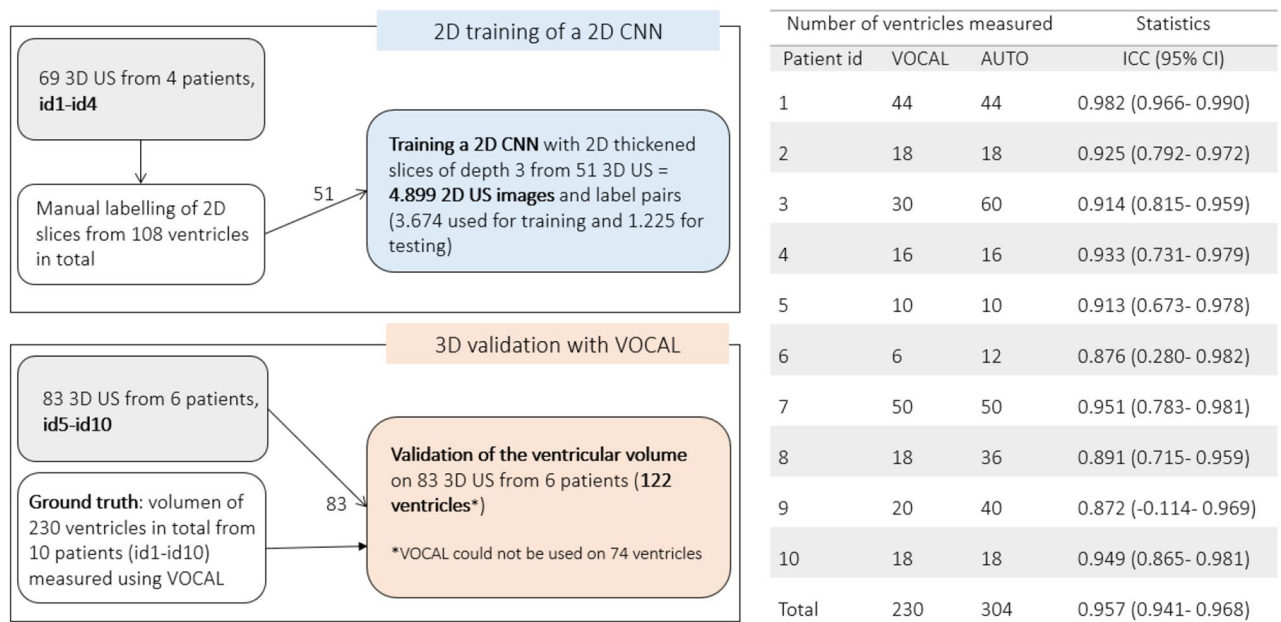 2D training of a 2D CNN
69 3D US from 4 patients,
id1-id4
Manual labelling of 2D
slices from 108 ventricles
in total
51
Training a 2D CNN with 2D thickened
slices of depth 3 from 51 3D US =
4.899 2D US images and label pairs
(3.674 used for training and 1.225 for
testing)
3D validation with VOCAL
83 3D US from 6 patients,
id5-id10
Ground truth: volumen of
230 ventricles in total from
10 patients (id1-id10)
measured using VOCAL
83
Validation of the ventricular volume
on 83 3D US from 6 patients (122
ventricles*)
*VOCAL could not be used on 74 ventricles
Number of ventricles measured Statistics
Patient id VOCAL AUTO ICC (95% CI)
1 44 44 0.982 (0.966- 0.990)
2 18 18 0.925 (0.792- 0.972)
3 30 60 0.914 (0.815- 0.959)
4 16 16 0.933 (0.731- 0.979)
5 10 10 0.913 (0.673- 0.978)
6 6 12 0.876 (0.280- 0.982)
7 50 50 0.951 (0.783- 0.981)
8 18 36 0.891 (0.715- 0.959)
9 20 40 0.872 (-0.114- 0.969)
10 18 18 0.949 (0.865- 0.981)
Total 230 304 0.957 (0.941- 0.968)